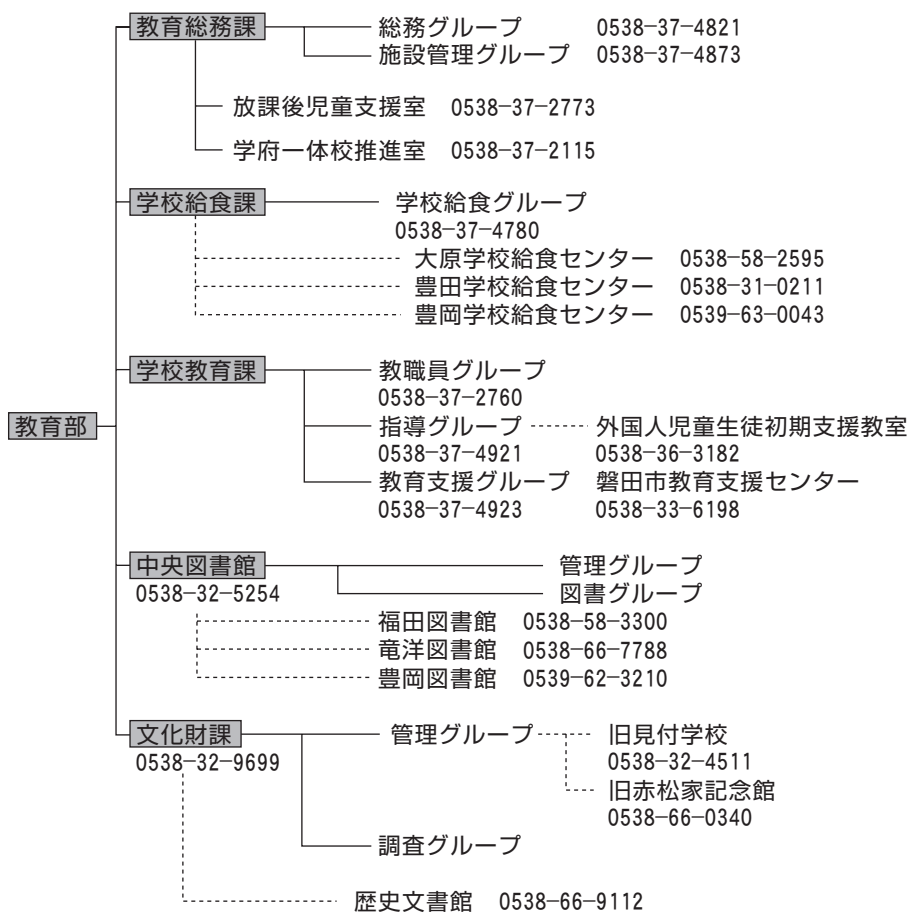 教育総務課 総務グループ 0538-37-4821
施設管理グループ 0538-37-4873
放課後児童支援室 0538-37-2773
学府一体校推進室 0538-37-2115
学校給食課 学校給食グループ
0538-37-4780
大原学校給食センター 0538-58-2595
豊田学校給食センター 0538-31-0211
豊岡学校給食センター 0539-63-0043
学校教育課 教職員グループ
0538-37-2760
教育部
指導グループ 外国人児童生徒初期支援教室
0538-37-4921 0538-36-3182
教育支援グループ 磐田市教育支援センター
0538-37-4923 0538-33-6198
中央図書館 管理グループ
0538-32-5254 図書グループ
福田図書館 0538-58-3300
竜洋図書館 0538-66-7788
豊岡図書館 0539-62-3210
文化財課 管理グループ 旧見付学校
0538-32-9699 0538-32-4511
旧赤松家記念館
0538-66-0340
調査グループ
歴史文書館 0538-66-9112